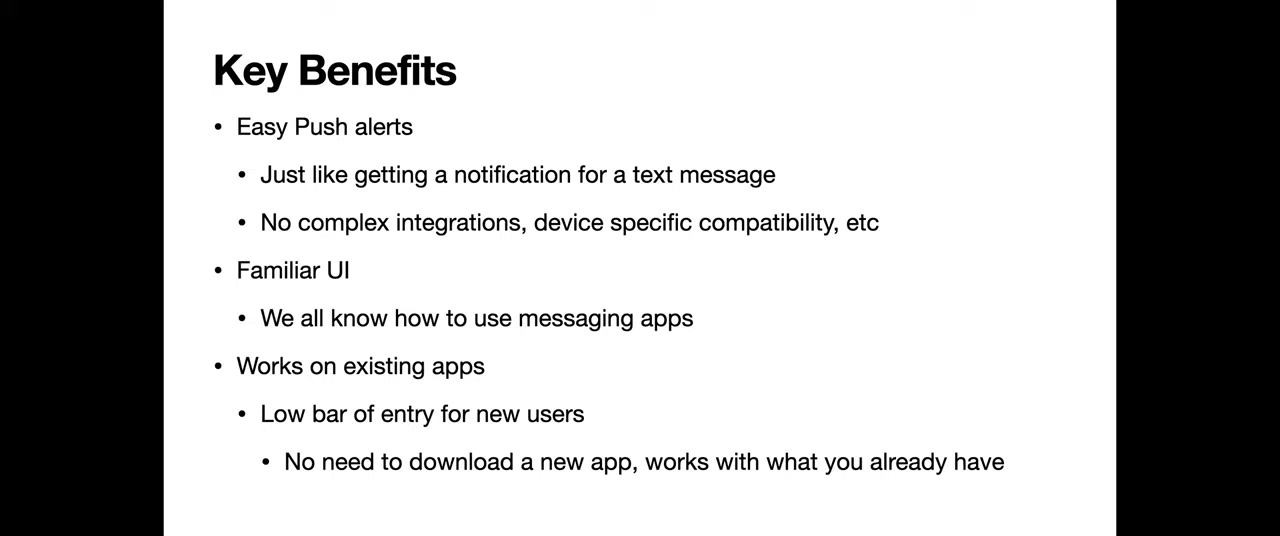 Key Benefits
• Easy Push alerts
• Just like getting a notification for a text message
• No complex integrations, device specific compatibility, etc
• Familiar UI
• We all know how to use messaging apps
• Works on existing apps
• Low bar of entry for new users
• No need to download a new app, works with what you already have